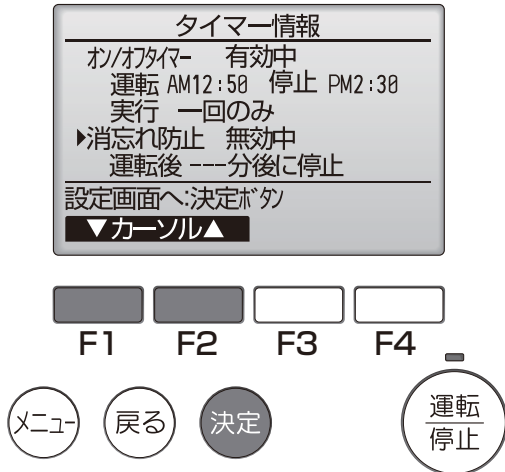 タイマー情報
オン/オフタイマー 有効中
運転 AM12:50 停止 PM2:30
実行 一回のみ
▶消忘れ防止 無効中
運転後 ---分後に停止
設定画面へ:決定ボタン
▼カーソル▲
F1 F2 F3 F4
メニュー 戻る 決定 運転
停止